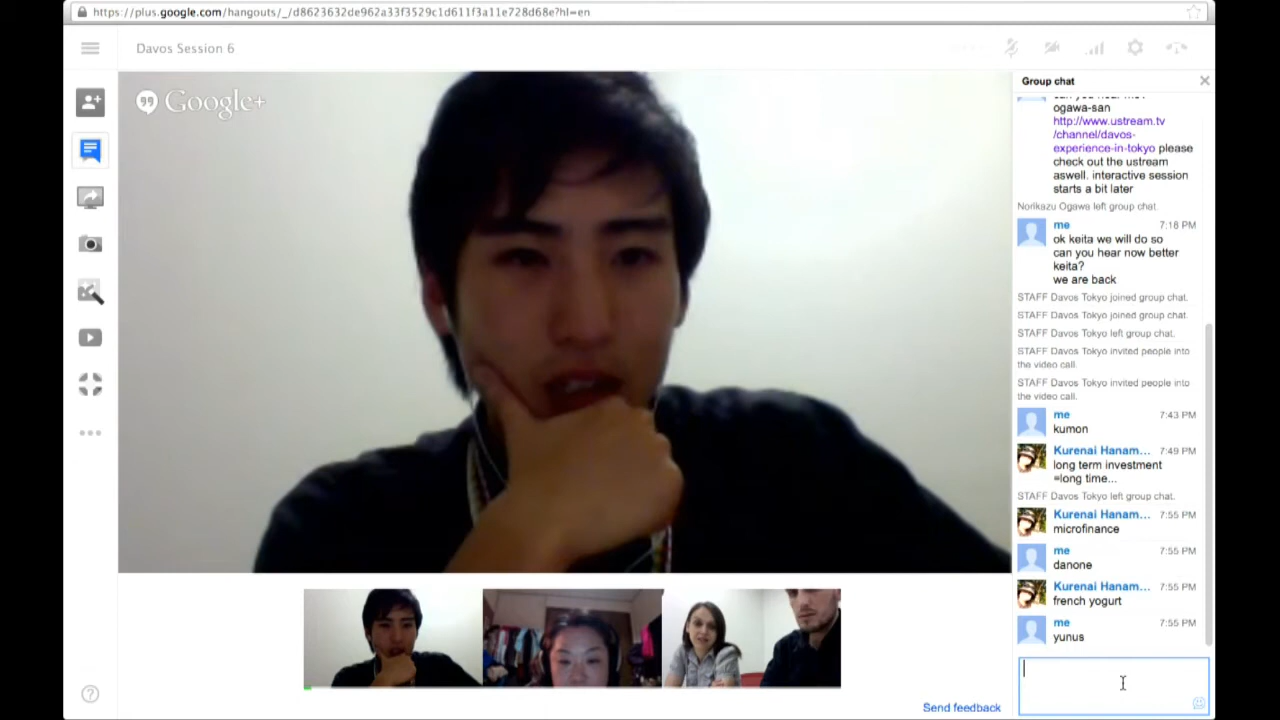 https://plus.google.com/hangouts/_/d8623632de962a33f3529c1d611f3a11e728d68e?hl=en
Davos Session 6
Google+
Group chat
ogawa-san
http://www.ustream.tv
/channel/davos-
experience-in-tokyo please
check out the ustream
aswell. interactive session
starts a bit later
Norikazu Ogawa left group chat.
me 7:18 PM
ok keita we will do so
can you hear now better
keita?
we are back
STAFF Davos Tokyo joined group chat.
STAFF Davos Tokyo joined group chat.
STAFF Davos Tokyo left group chat.
STAFF Davos Tokyo invited people into
the video call.
STAFF Davos Tokyo invited people into
the video call.
me 7:43 PM
kumon
Kurenai Hanam... 7:49 PM
long term investment
=long time...
STAFF Davos Tokyo left group chat.
Kurenai Hanam... 7:55 PM
microfinance
me 7:55 PM
danone
Kurenai Hanam... 7:55 PM
french yogurt
me 7:55 PM
yunus
Send feedback